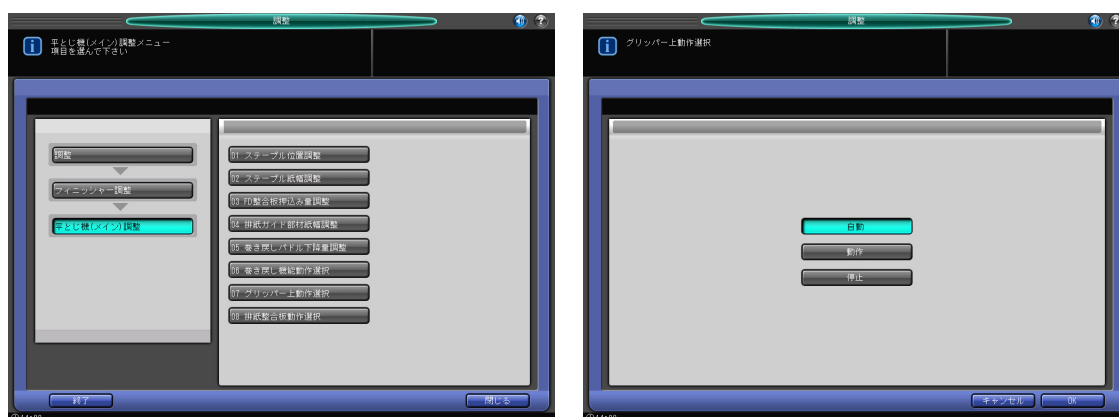 調整
平とじ機(メイン)調整メニュー
項目を選んで下さい
調整
フィニッシャー調整
平とじ機(メイン)調整
01 ステープル位置調整
02 ステープル紙幅調整
03 FD整合板押込み量調整
04 排紙ガイド部材紙幅調整
05 巻き戻しパドル下降量調整
06 巻き戻し機能動作選択
07 グリッパー上動作選択
08 排紙整合板動作選択
終了
閉じる
調整
グリッパー上動作選択
自動
動作
停止
キャンセル
OK